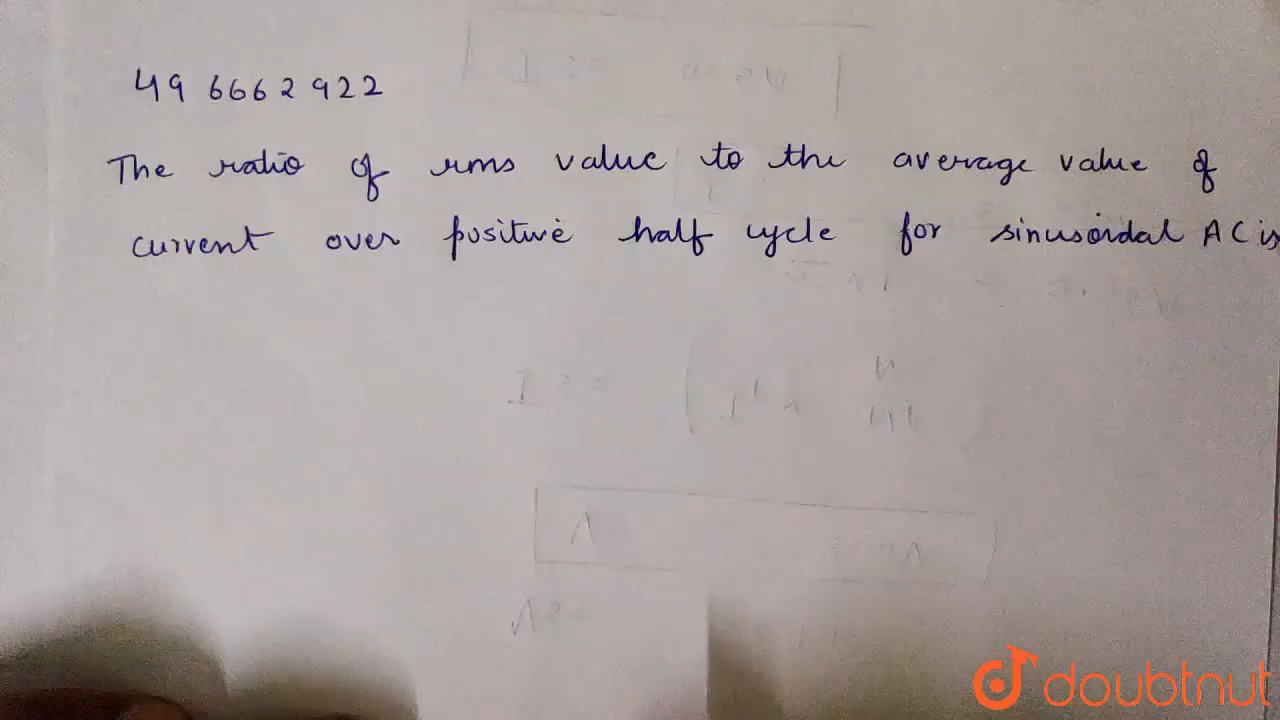 49 6662922
The ratio of rms value to the average value of
current over positive half cycle for sinusoidal AC is
doubtnut